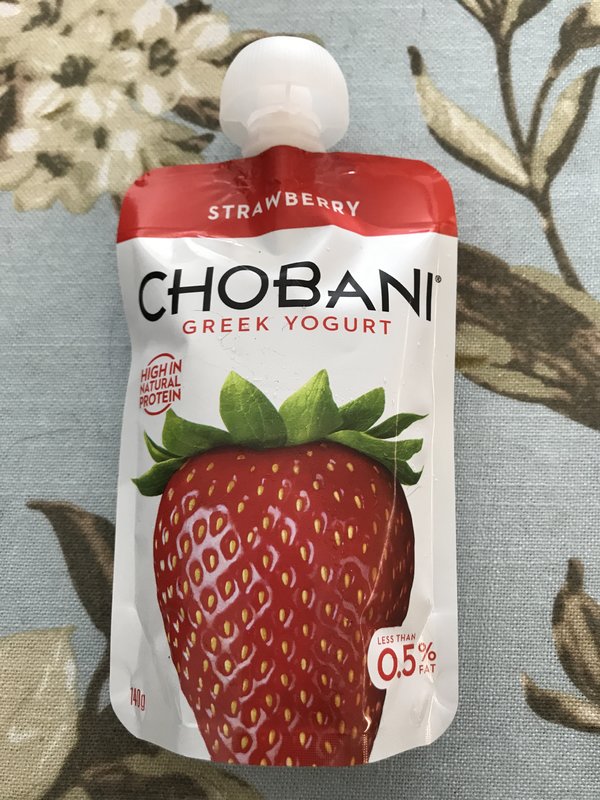 STRAWBERRY
CHOBANI®
GREEK YOGURT
HIGH IN
NATURAL
PROTEIN
LESS THAN
0.5%
FAT
140g